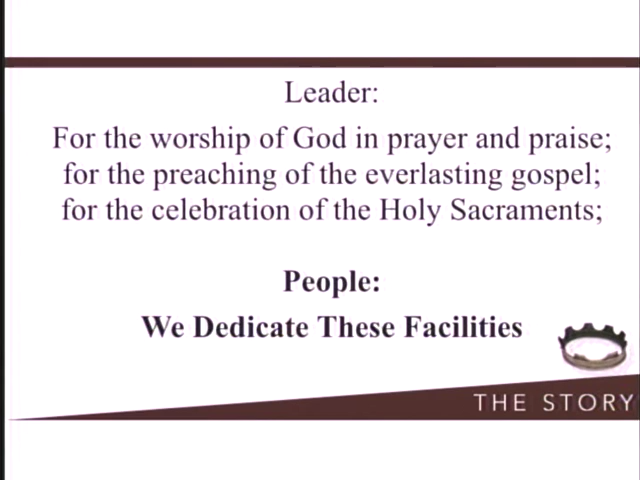 Leader:
For the worship of God in prayer and praise;
for the preaching of the everlasting gospel;
for the celebration of the Holy Sacraments;
People:
We Dedicate These Facilities
THE STORY